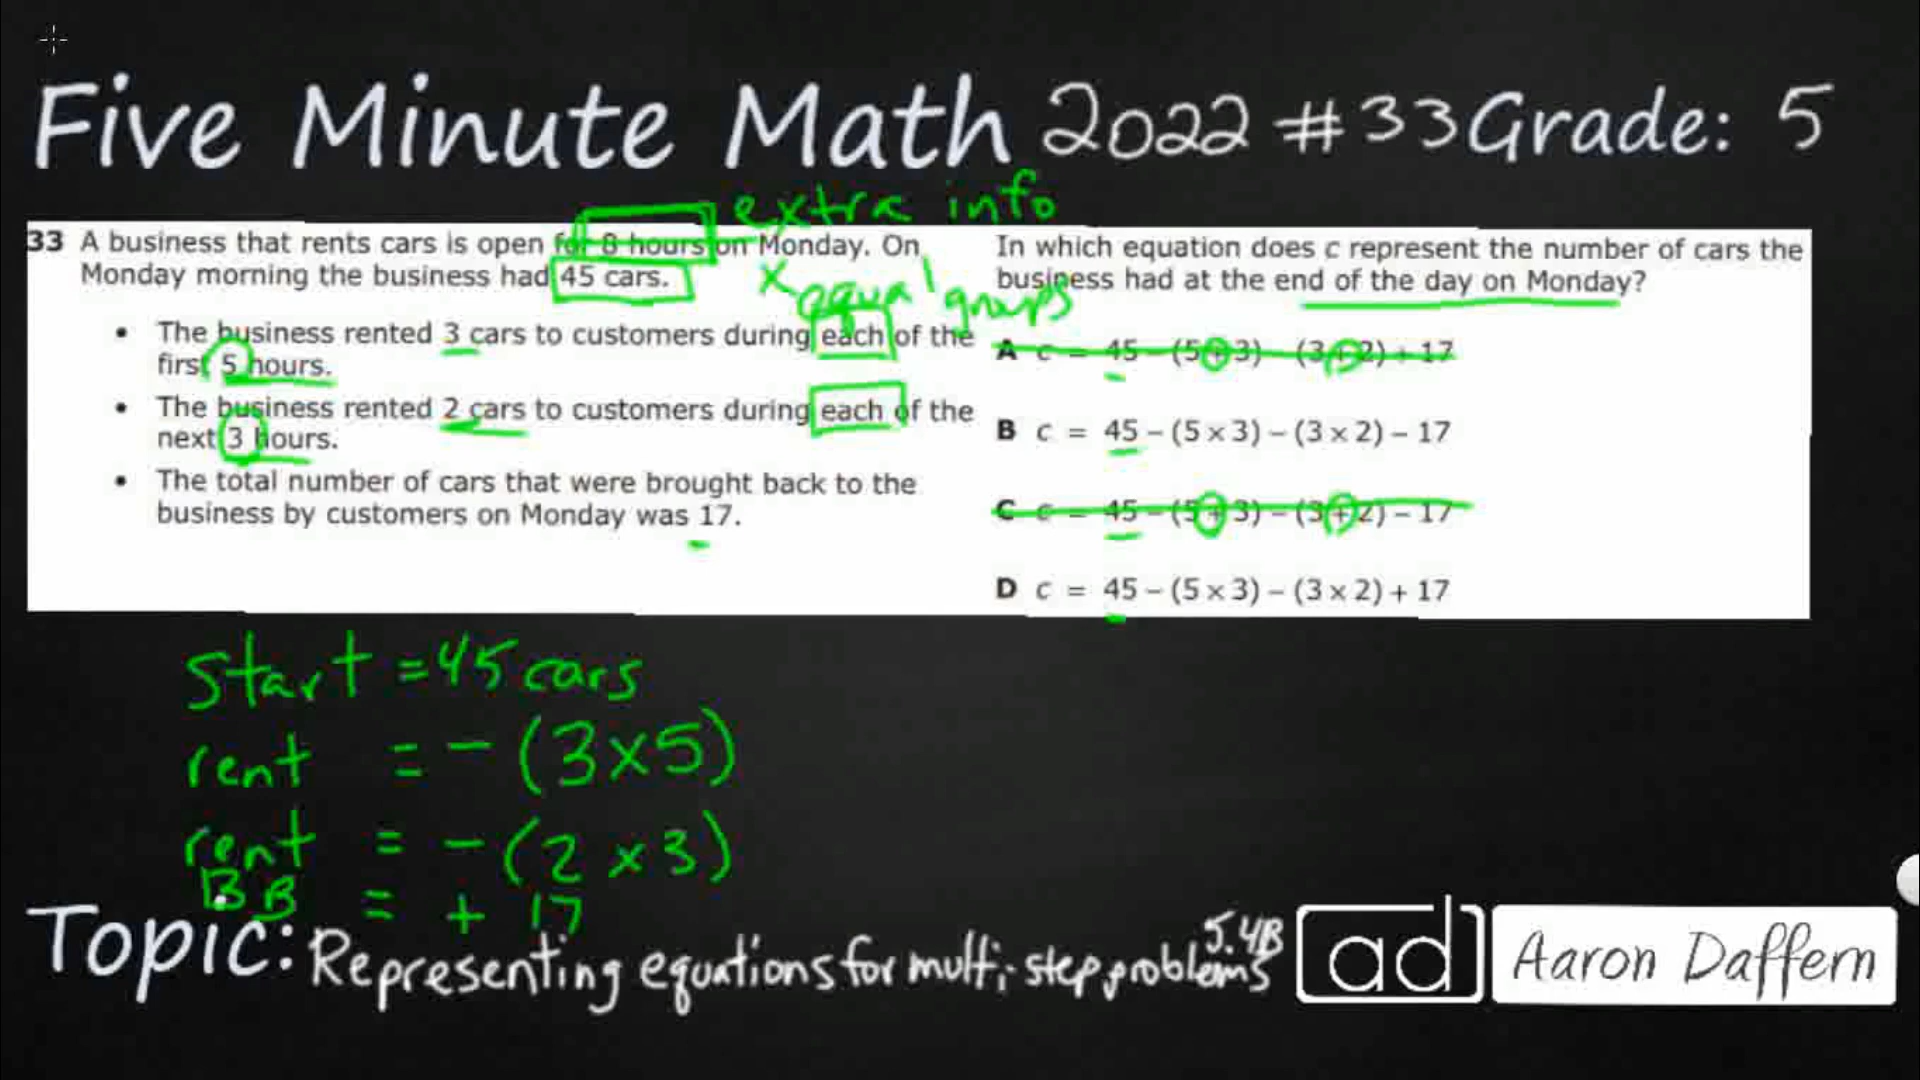 Five Minute Math 2022 #33 Grade: 5
extra info
33 A business that rents cars is open for 8 hours on Monday. On
Monday morning the business had 45 cars.
x equal groups
• The business rented 3 cars to customers during each of the
first 5 hours.
• The business rented 2 cars to customers during each of the
next 3 hours.
• The total number of cars that were brought back to the
business by customers on Monday was 17.
In which equation does c represent the number of cars the
business had at the end of the day on Monday?
A c = 45 – (5 + 3) – (3 + 2) + 17
B c = 45 – (5 × 3) – (3 × 2) – 17
C c = 45 – (5 + 3) – (3 + 2) – 17
D c = 45 – (5 × 3) – (3 × 2) + 17
Start = 45 cars
rent = – (3×5)
rent = – (2 × 3)
BB = + 17
Topic: Representing equations for multi-step problems 5.4B
ad Aaron Daffern